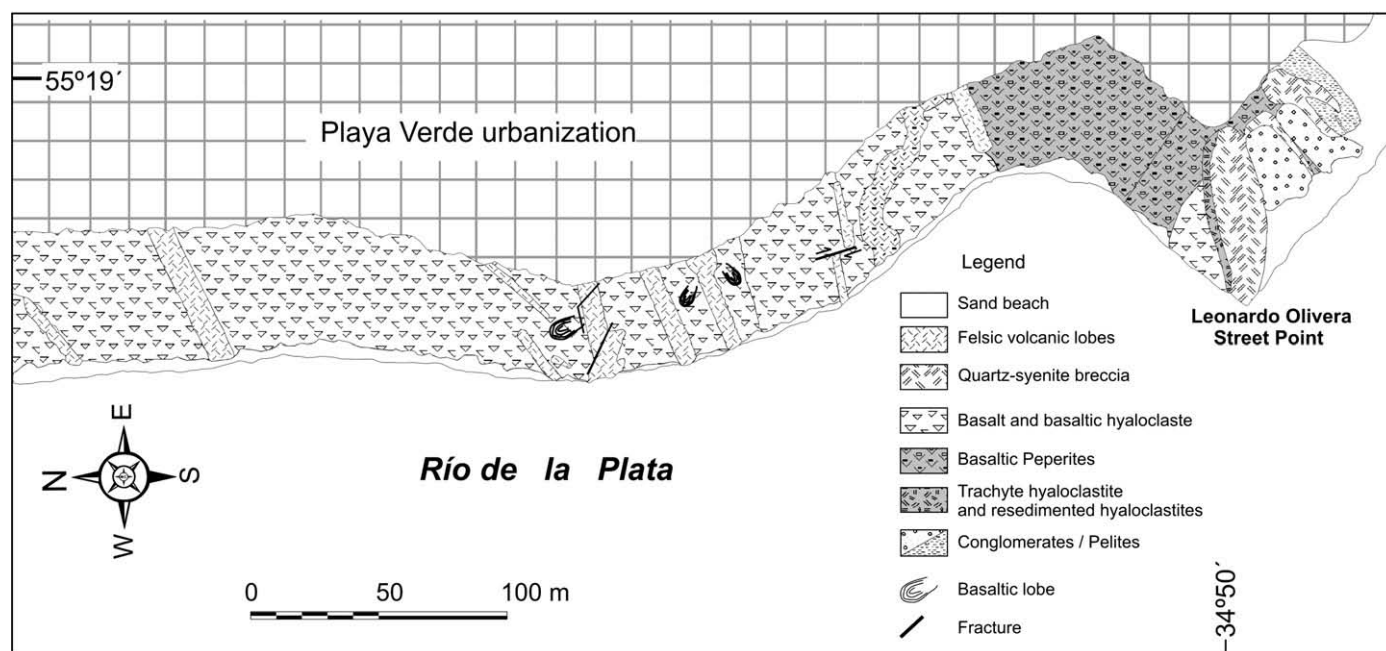 55º19´
Playa Verde urbanization
Legend
Sand beach
Felsic volcanic lobes
Quartz-syenite breccia
Basalt and basaltic hyaloclaste
Basaltic Peperites
Trachyte hyaloclastite
and resedimented hyaloclastites
Conglomerates / Pelites
Basaltic lobe
Fracture
Leonardo Olivera
Street Point
Río de la Plata
N
E
S
W
0 50 100 m
34º50´